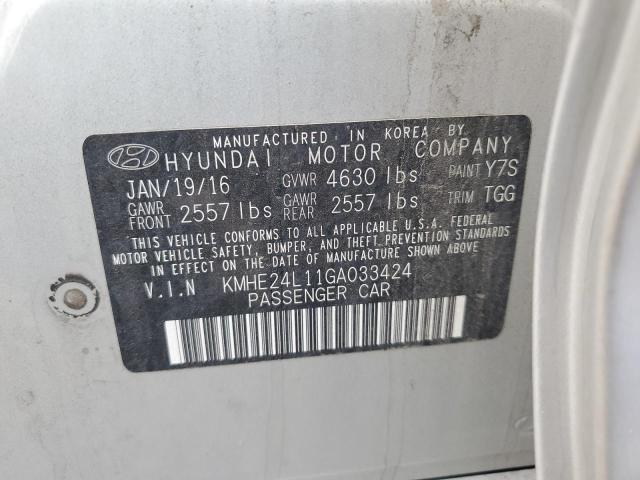 MANUFACTURED IN KOREA BY.
HYUNDAI MOTOR COMPANY
JAN/19/16 GVWR 4630 lbs PAINT Y7S
GAWR FRONT 2557 lbs GAWR REAR 2557 lbs TRIM TGG
THIS VEHICLE CONFORMS TO ALL APPLICABLE U.S.A. FEDERAL
MOTOR VEHICLE SAFETY, BUMPER, AND THEFT PREVENTION STANDARDS
IN EFFECT ON THE DATE OF MANUFACTURE SHOWN ABOVE
V.I.N KMHE24L11GA033424
PASSENGER CAR